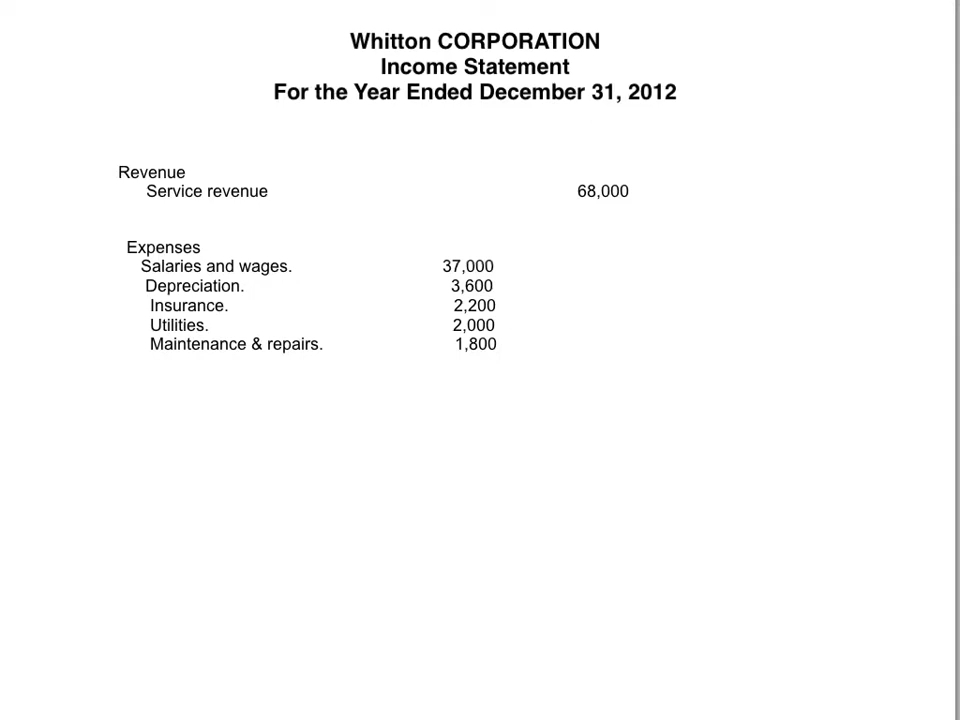 Whitton CORPORATION
Income Statement
For the Year Ended December 31, 2012
Revenue
Service revenue 68,000
Expenses
Salaries and wages. 37,000
Depreciation. 3,600
Insurance. 2,200
Utilities. 2,000
Maintenance & repairs. 1,800